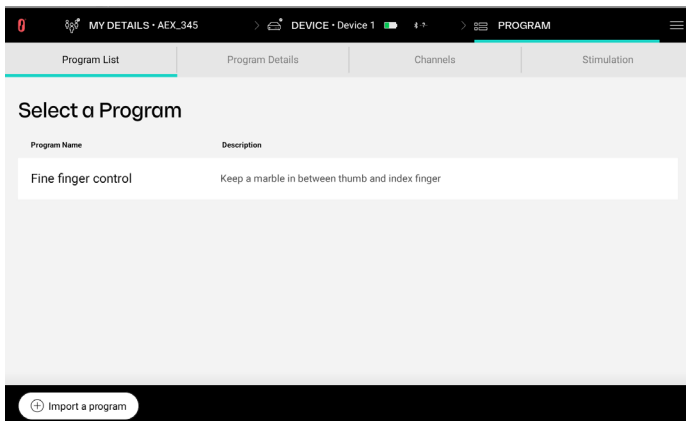 MY DETAILS • AEX_345 > DEVICE • Device 1 -?- > PROGRAM
Program List Program Details Channels Stimulation
Select a Program
Program Name Description
Fine finger control Keep a marble in between thumb and index finger
Import a program